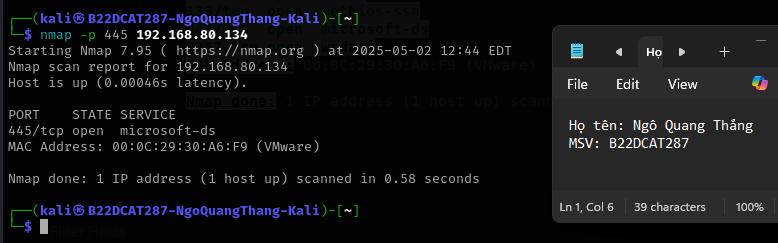 ┌──(kali㉿B22DCAT287-NgoQuangThang-Kali)-[~]
└─$ nmap -p 445 192.168.80.134
Starting Nmap 7.95 ( https://nmap.org ) at 2025-05-02 12:44 EDT
Nmap scan report for 192.168.80.134
Host is up (0.00046s latency).
PORT    STATE SERVICE
445/tcp open  microsoft-ds
MAC Address: 00:0C:29:30:A6:F9 (VMware)
Nmap done: 1 IP address (1 host up) scanned in 0.58 seconds
┌──(kali㉿B22DCAT287-NgoQuangThang-Kali)-[~]
└─$
Họ
File Edit View
Họ tên: Ngô Quang Thắng
MSV: B22DCAT287
Ln 1, Col 6 39 characters 100%